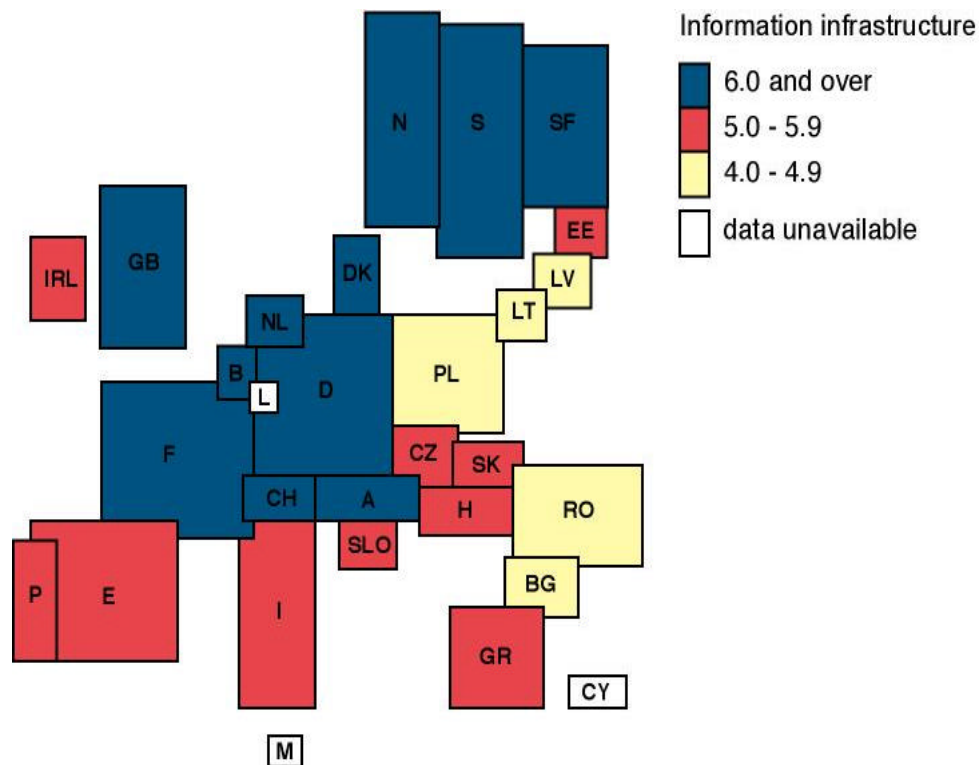 Information infrastructure
6.0 and over
5.0 - 5.9
4.0 - 4.9
data unavailable
N
S
SF
EE
IRL
GB
DK
LV
LT
NL
B
L
D
PL
F
CZ
SK
CH
A
H
RO
SLO
P
E
I
BG
GR
CY
M